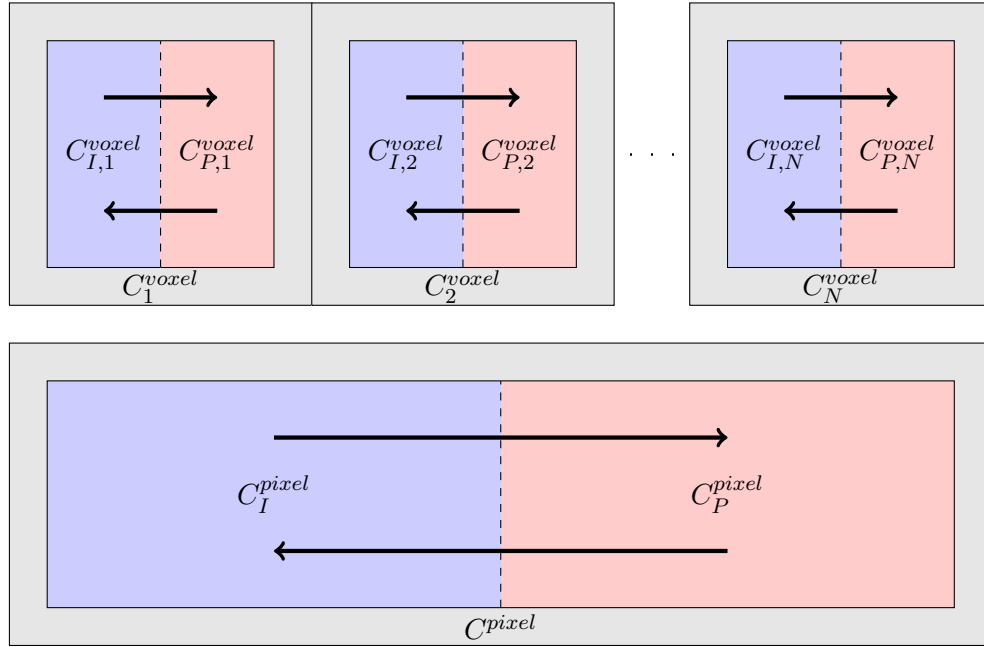 C_{I,1}^{voxel} C_{P,1}^{voxel} C_{I,2}^{voxel} C_{P,2}^{voxel} . . . . C_{I,N}^{voxel} C_{P,N}^{voxel}
C_1^{voxel} C_2^{voxel} C_N^{voxel}
C_I^{pixel} C_P^{pixel}
C^{pixel}